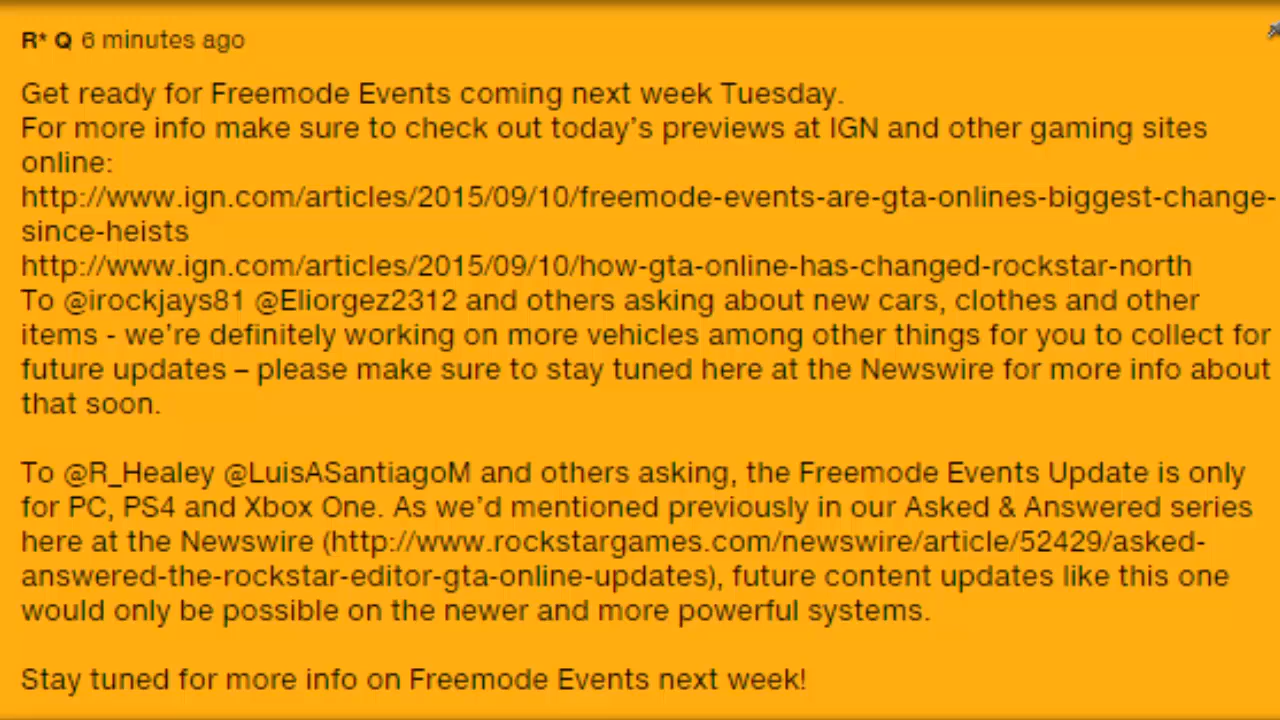 R* Q 6 minutes ago
Get ready for Freemode Events coming next week Tuesday.
For more info make sure to check out today's previews at IGN and other gaming sites
online:
http://www.ign.com/articles/2015/09/10/freemode-events-are-gta-onlines-biggest-change-
since-heists
http://www.ign.com/articles/2015/09/10/how-gta-online-has-changed-rockstar-north
To @irockjays81 @Eliorgez2312 and others asking about new cars, clothes and other
items - we're definitely working on more vehicles among other things for you to collect for
future updates – please make sure to stay tuned here at the Newswire for more info about
that soon.
To @R_Healey @LuisASantiagoM and others asking, the Freemode Events Update is only
for PC, PS4 and Xbox One. As we'd mentioned previously in our Asked & Answered series
here at the Newswire (http://www.rockstargames.com/newswire/article/52429/asked-
answered-the-rockstar-editor-gta-online-updates), future content updates like this one
would only be possible on the newer and more powerful systems.
Stay tuned for more info on Freemode Events next week!